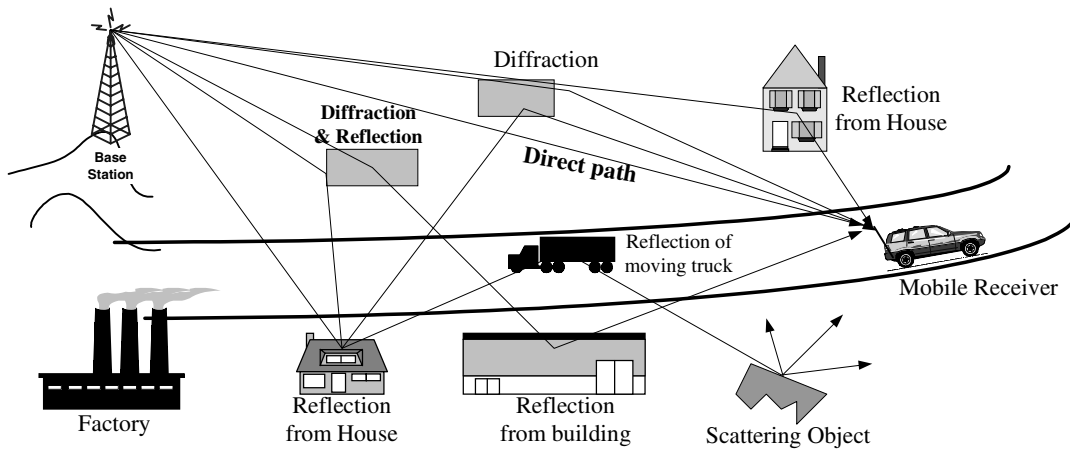 Diffraction
Diffraction
& Reflection
Base
Station
Direct path
Reflection
from House
Reflection of
moving truck
Mobile Receiver
Factory
Reflection
from House
Reflection
from building
Scattering Object